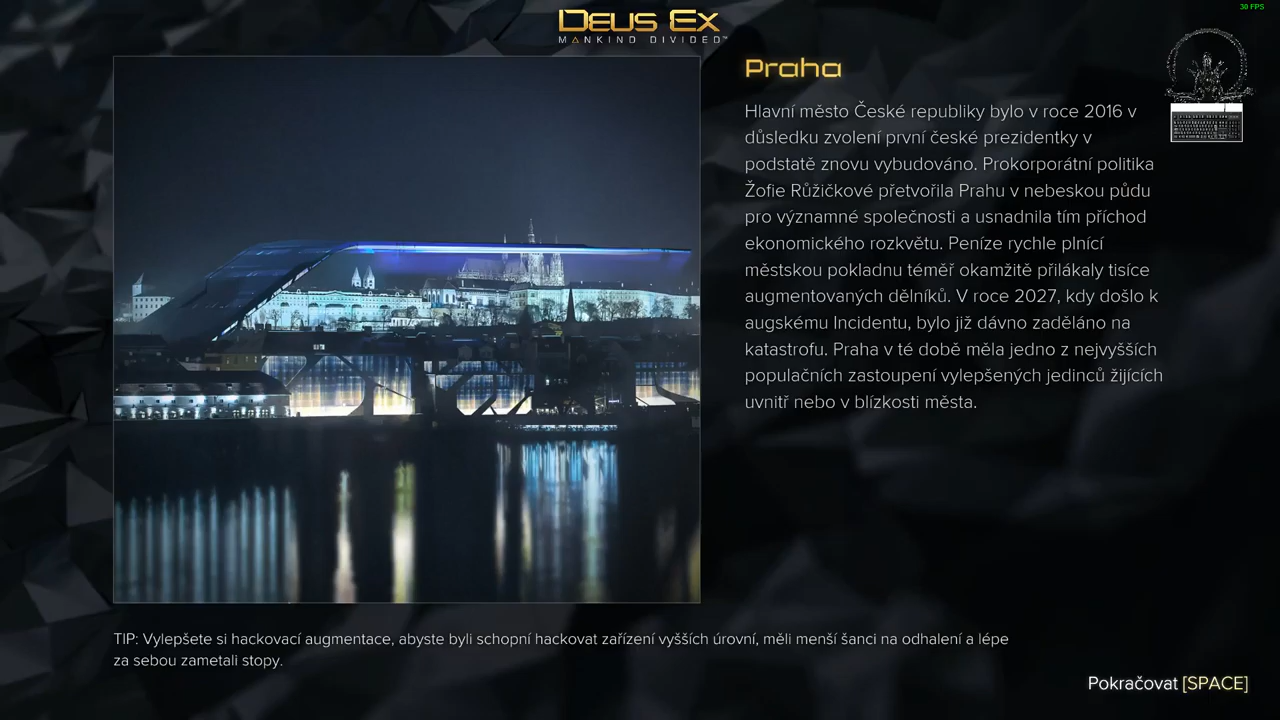 30 FPS
DEUS EX
MANKIND DIVIDED™
Praha
Hlavní město České republiky bylo v roce 2016 v
důsledku zvolení první české prezidentky v
podstatě znovu vybudováno. Prokorporátní politika
Žofie Růžičkové přetvořila Prahu v nebeskou půdu
pro významné společnosti a usnadnila tím příchod
ekonomického rozkvětu. Peníze rychle plnící
městskou pokladnu téměř okamžitě přilákaly tisíce
augmentovaných dělníků. V roce 2027, kdy došlo k
augskému Incidentu, bylo již dávno zaděláno na
katastrofu. Praha v té době měla jedno z nejvyšších
populačních zastoupení vylepšených jedinců žijících
uvnitř nebo v blízkosti města.
TIP: Vylepšete si hackovací augmentace, abyste byli schopní hackovat zařízení vyšších úrovní, měli menší šanci na odhalení a lépe
za sebou zametali stopy.
Pokračovat [SPACE]